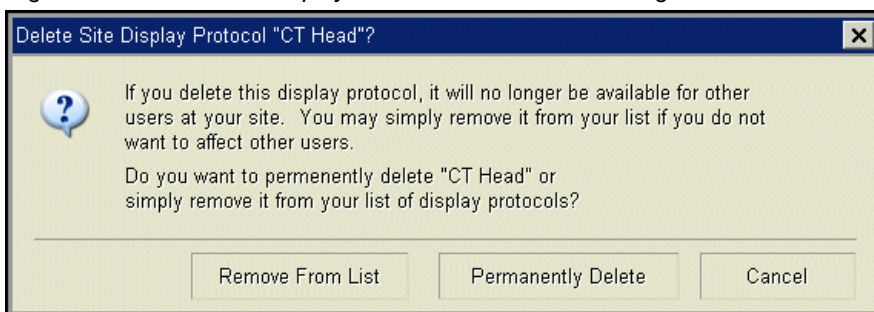 Delete Site Display Protocol "CT Head"?
If you delete this display protocol, it will no longer be available for other
users at your site. You may simply remove it from your list if you do not
want to affect other users.
Do you want to permenently delete "CT Head" or
simply remove it from your list of display protocols?
Remove From List Permanently Delete Cancel